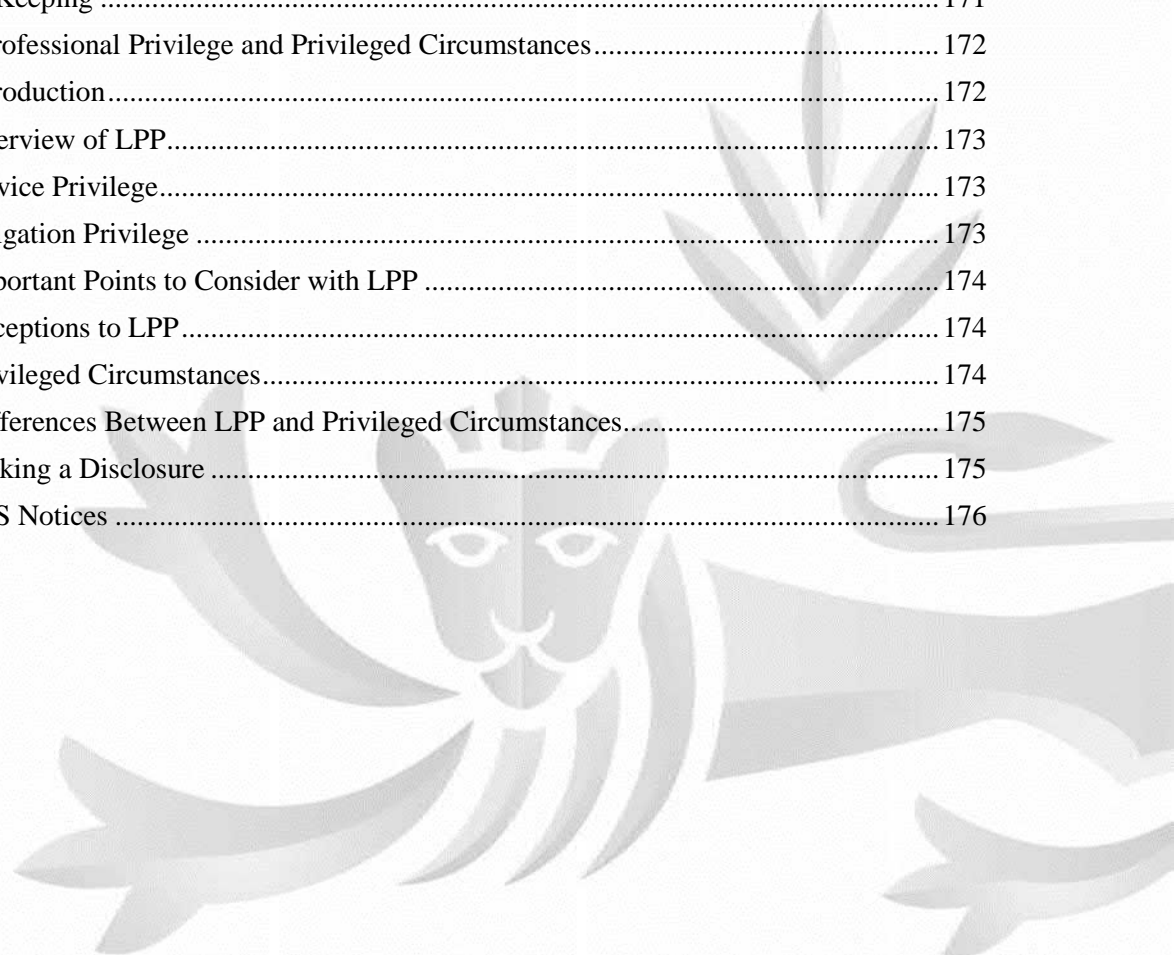 Keeping ........................................................................................................... 171
rofessional Privilege and Privileged Circumstances ............................................. 172
roduction .......................................................................................................... 172
erview of LPP .................................................................................................... 173
vice Privilege ..................................................................................................... 173
gation Privilege ................................................................................................. 173
portant Points to Consider with LPP .................................................................. 174
ceptions to LPP .................................................................................................. 174
vileged Circumstances ....................................................................................... 174
fferences Between LPP and Privileged Circumstances ......................................... 175
king a Disclosure ............................................................................................... 175
S Notices ........................................................................................................... 176